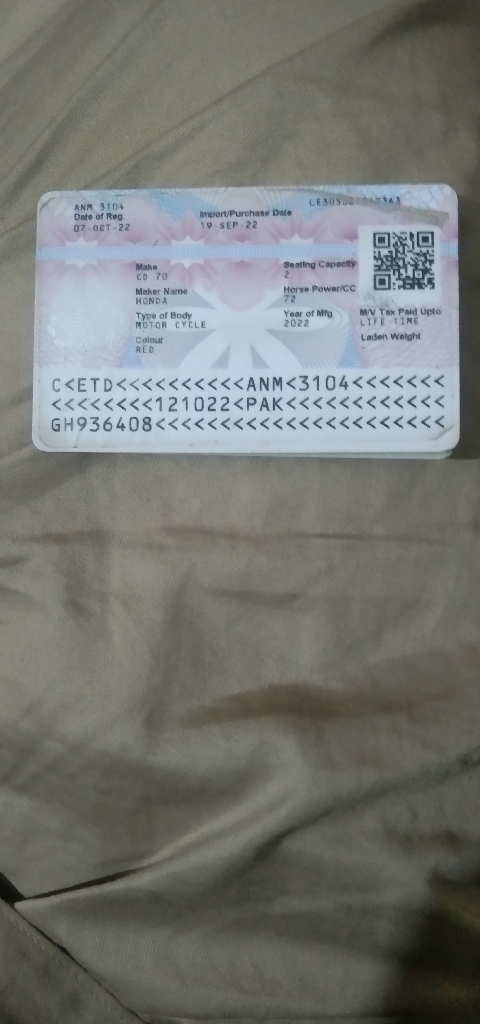 ANM 3104
Date of Reg. Import/Purchase Date
07-OCT-22 19-SEP-22
Make Seating Capacity
CD 70 2
Maker Name Horse Power/CC
HONDA 72
Type of Body Year of Mfg M/V Tax Paid Upto
MOTOR CYCLE 2022 LIFE TIME
Colour Laden Weight
RED
C<ETD<<<<<<<<<<<ANM<3104<<<<<<<<
<<<<<<<<121022<PAK<<<<<<<<<<<<<
GH936408<<<<<<<<<<<<<<<<<<<<<<<